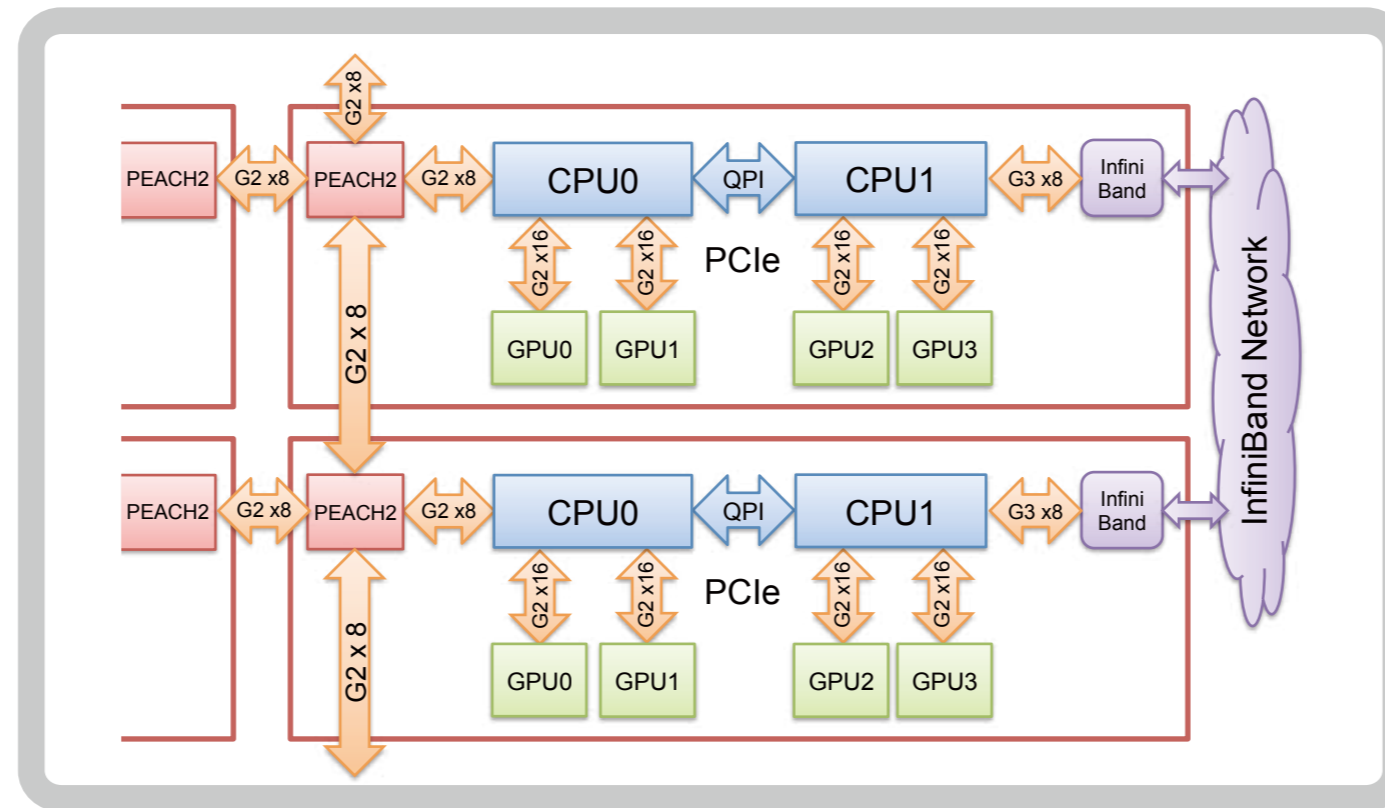 G2 x8
PEACH2
G2 x8
PEACH2
G2 x8
CPU0
QPI
CPU1
G3 x8
Infini
Band
G2 x16
G2 x16
PCIe
G2 x16
G2 x16
GPU0
GPU1
GPU2
GPU3
G2 x 8
InfiniBand Network
PEACH2
G2 x8
PEACH2
G2 x8
CPU0
QPI
CPU1
G3 x8
Infini
Band
G2 x16
G2 x16
PCIe
G2 x16
G2 x16
GPU0
GPU1
GPU2
GPU3
G2 x 8